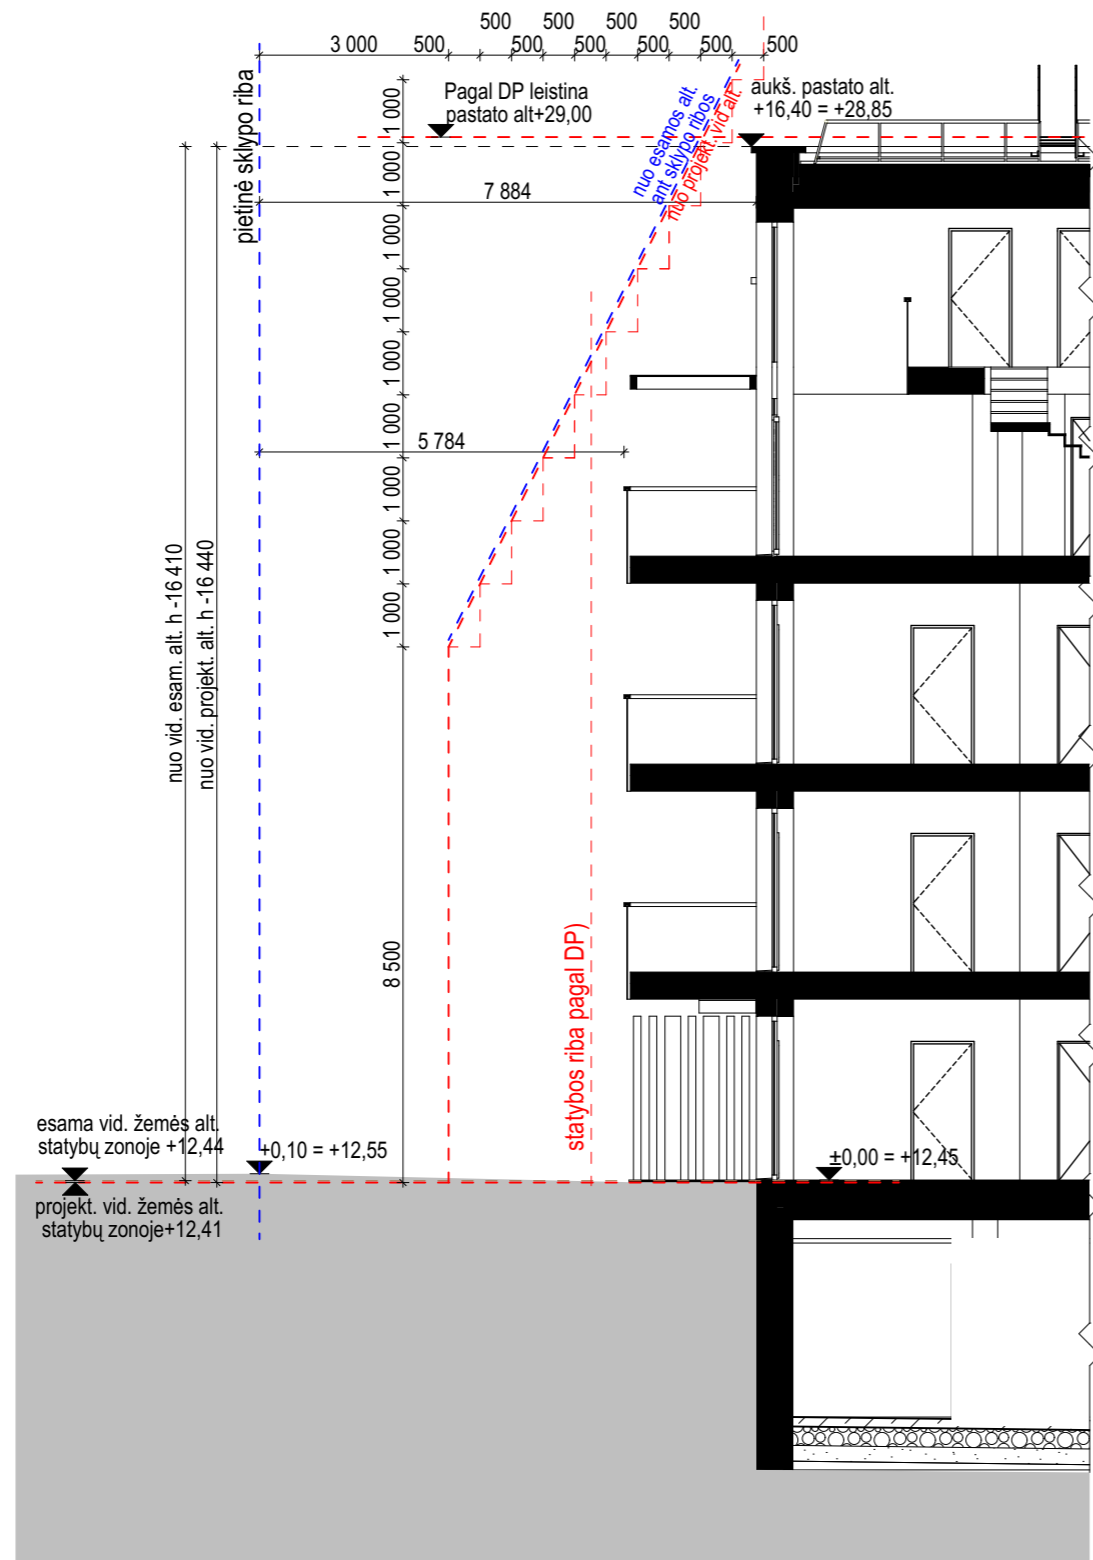 500 500 500 500
3 000 500 500 500 500 500 500
pietinė sklypo riba
Pagal DP leistina
pastato alt+29,00
nuo esamos alt.
ant sklypo ribos
nuo projekt. vid alt.
aukš. pastato alt.
+16,40 = +28,85
7 884
5 784
1 000
1 000
1 000
1 000
1 000
1 000
1 000
1 000
1 000
8 500
nuo vid. esam. alt. h -16 410
nuo vid. projekt. alt. h -16 440
statybos riba pagal DP)
esama vid. žemės alt.
statybų zonoje +12,44
+0,10 = +12,55
±0,00 = +12,45
projekt. vid. žemės alt.
statybų zonoje+12,41